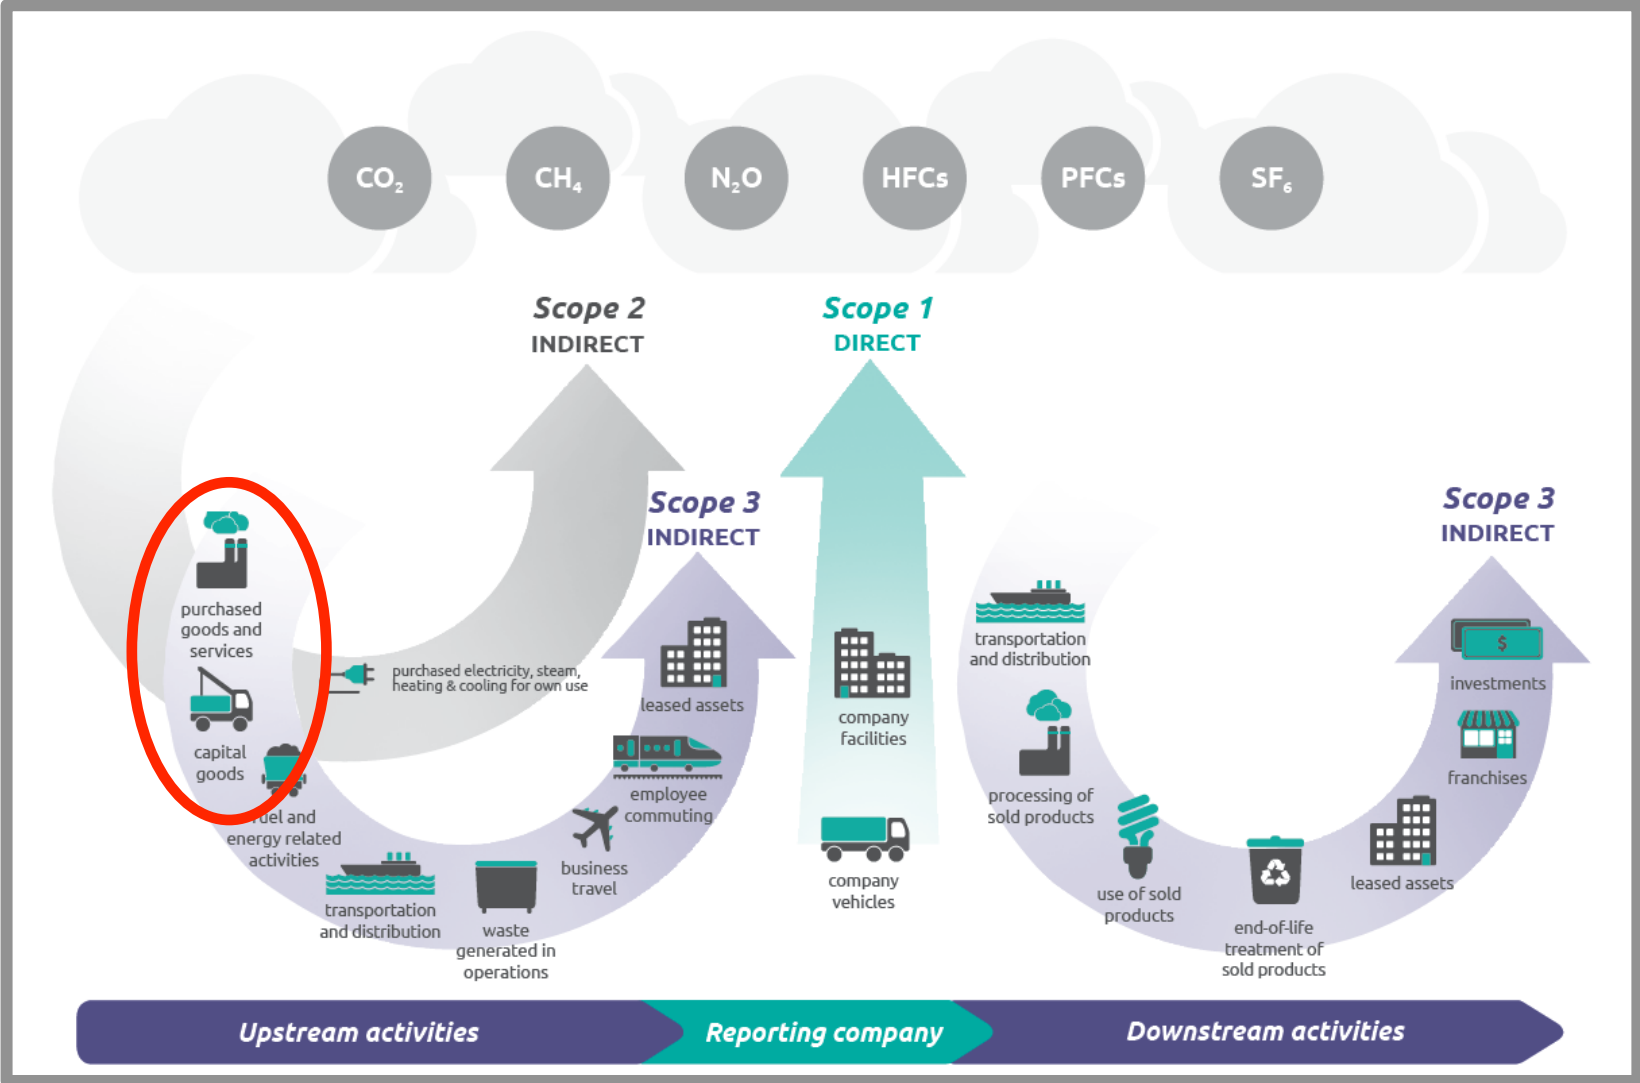 CO₂
CH₄
N₂O
HFCs
PFCs
SF₆
Scope 2
INDIRECT
Scope 1
DIRECT
Scope 3
INDIRECT
Scope 3
INDIRECT
purchased
goods and
services
capital
goods
fuel and
energy related
activities
purchased electricity, steam,
heating & cooling for own use
transportation
and distribution
waste
generated in
operations
business
travel
employee
commuting
leased assets
company
facilities
company
vehicles
transportation
and distribution
processing of
sold products
use of sold
products
end-of-life
treatment of
sold products
leased assets
franchises
$
investments
Upstream activities
Reporting company
Downstream activities